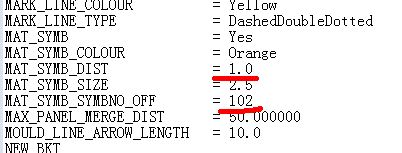 MARK_LINE_COLOUR = Yellow
MARK_LINE_TYPE = DashedDoubleDotted
MAT_SYMB = Yes
MAT_SYMB_COLOUR = Orange
MAT_SYMB_DIST = 1.0
MAT_SYMB_SIZE = 2.5
MAT_SYMB_SYMBNO_OFF = 102
MAX_PANEL_MERGE_DIST = 50.000000
MOULD_LINE_ARROW_LENGTH = 10.0
NEW_BKT